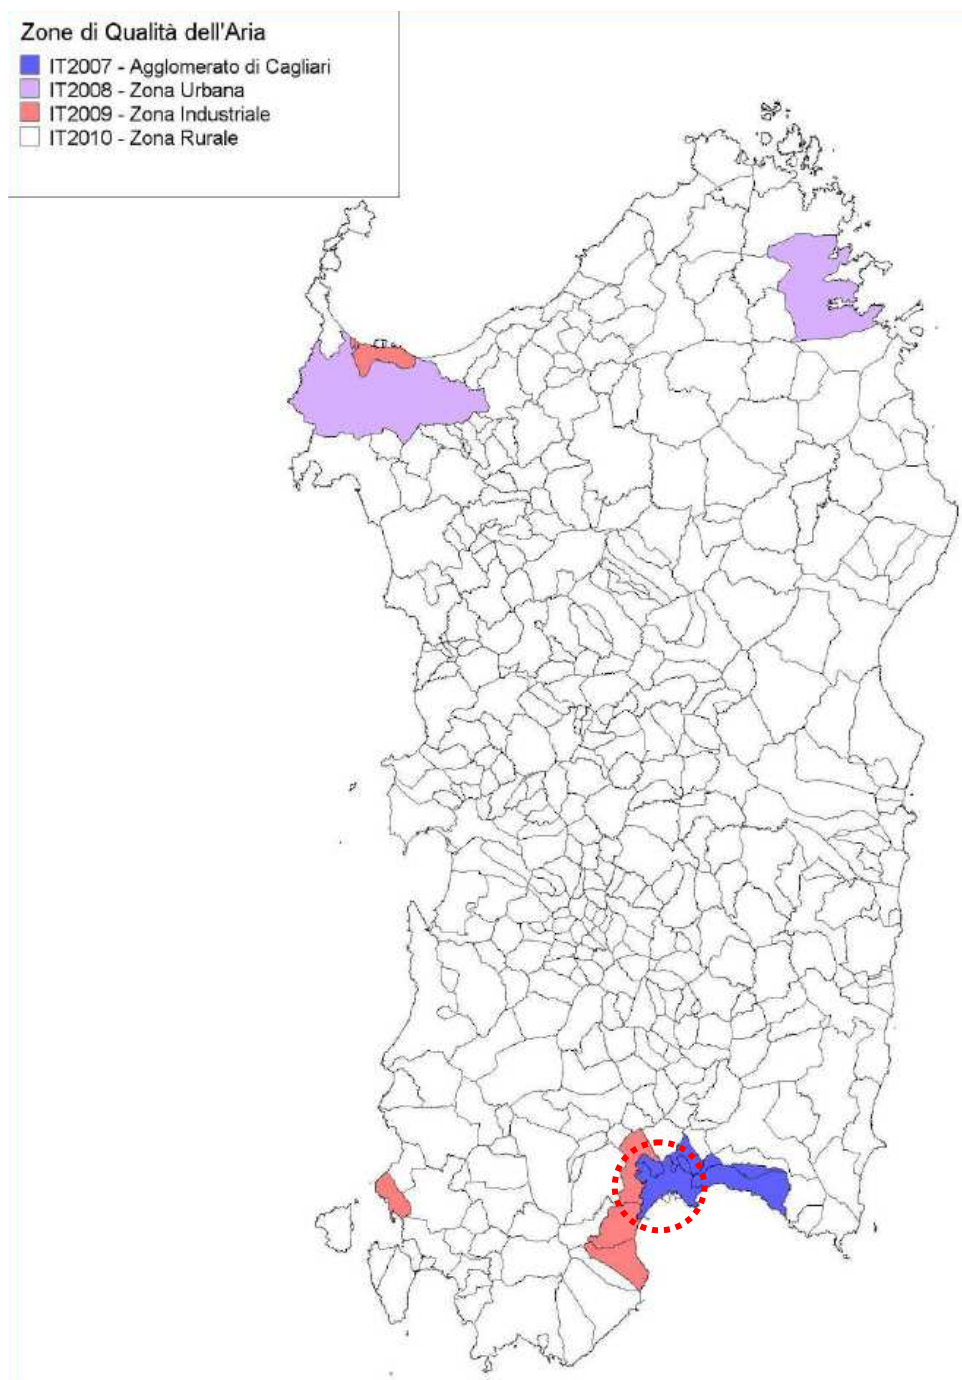 Zone di Qualità dell'Aria
IT2007 - Agglomerato di Cagliari
IT2008 - Zona Urbana
IT2009 - Zona Industriale
IT2010 - Zona Rurale